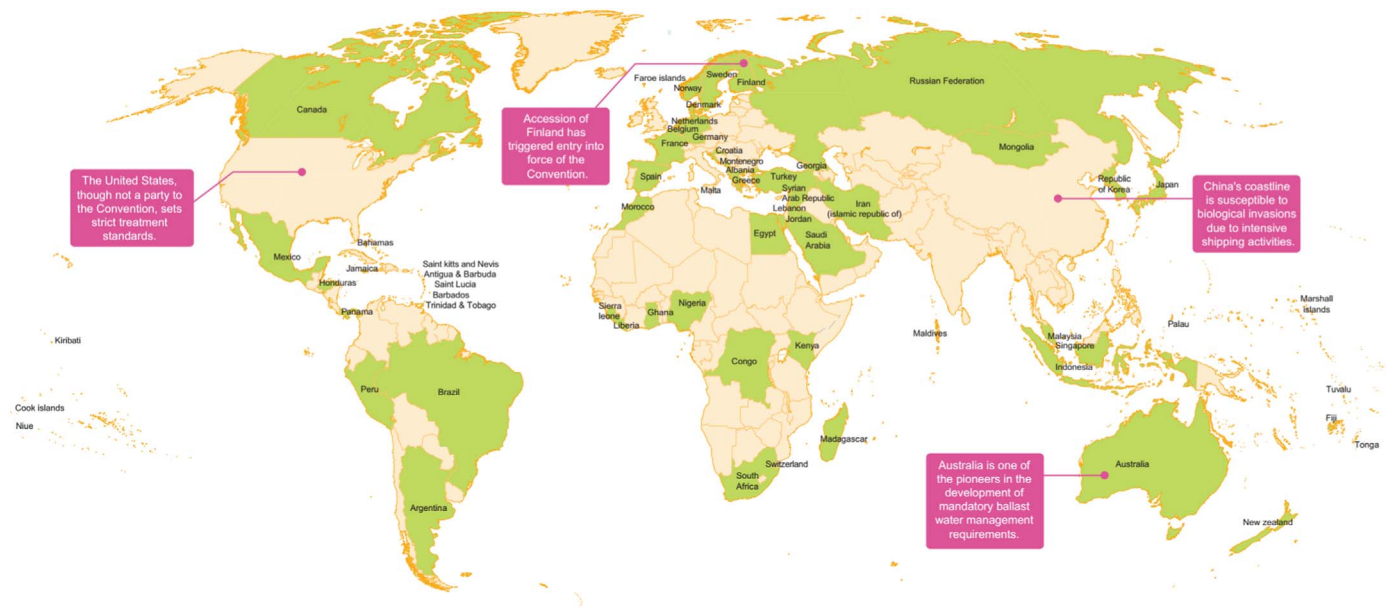 Canada
The United States,
though not a party to
the Convention, sets
strict treatment
standards.
Mexico
Bahamas
Jamaica
Honduras
Panama
Saint kitts and Nevis
Antigua & Barbuda
Saint Lucia
Barbados
Trinidad & Tobago
Kiribati
Cook islands
Niue
Peru
Brazil
Argentina
Accession of
Finland has
triggered entry into
force of the
Convention.
Faroe islands
Sweden
Finland
Norway
Denmark
Netherlands
Belgium
Germany
France
Croatia
Montenegro
Albania
Greece
Spain
Malta
Georgia
Turkey
Syrian
Arab Republic
Lebanon
Jordan
Iran
(islamic republic of)
Morocco
Egypt
Saudi
Arabia
Sierra
leone
Liberia
Ghana
Nigeria
Congo
Kenya
Madagascar
Switzerland
South
Africa
Russian Federation
Mongolia
Republic
of Korea
Japan
China's coastline
is susceptible to
biological invasions
due to intensive
shipping activities.
Maldives
Malaysia
Singapore
Indonesia
Palau
Marshall
islands
Tuvalu
Fiji
Tonga
Australia is one of
the pioneers in the
development of
mandatory ballast
water management
requirements.
Australia
New zealand